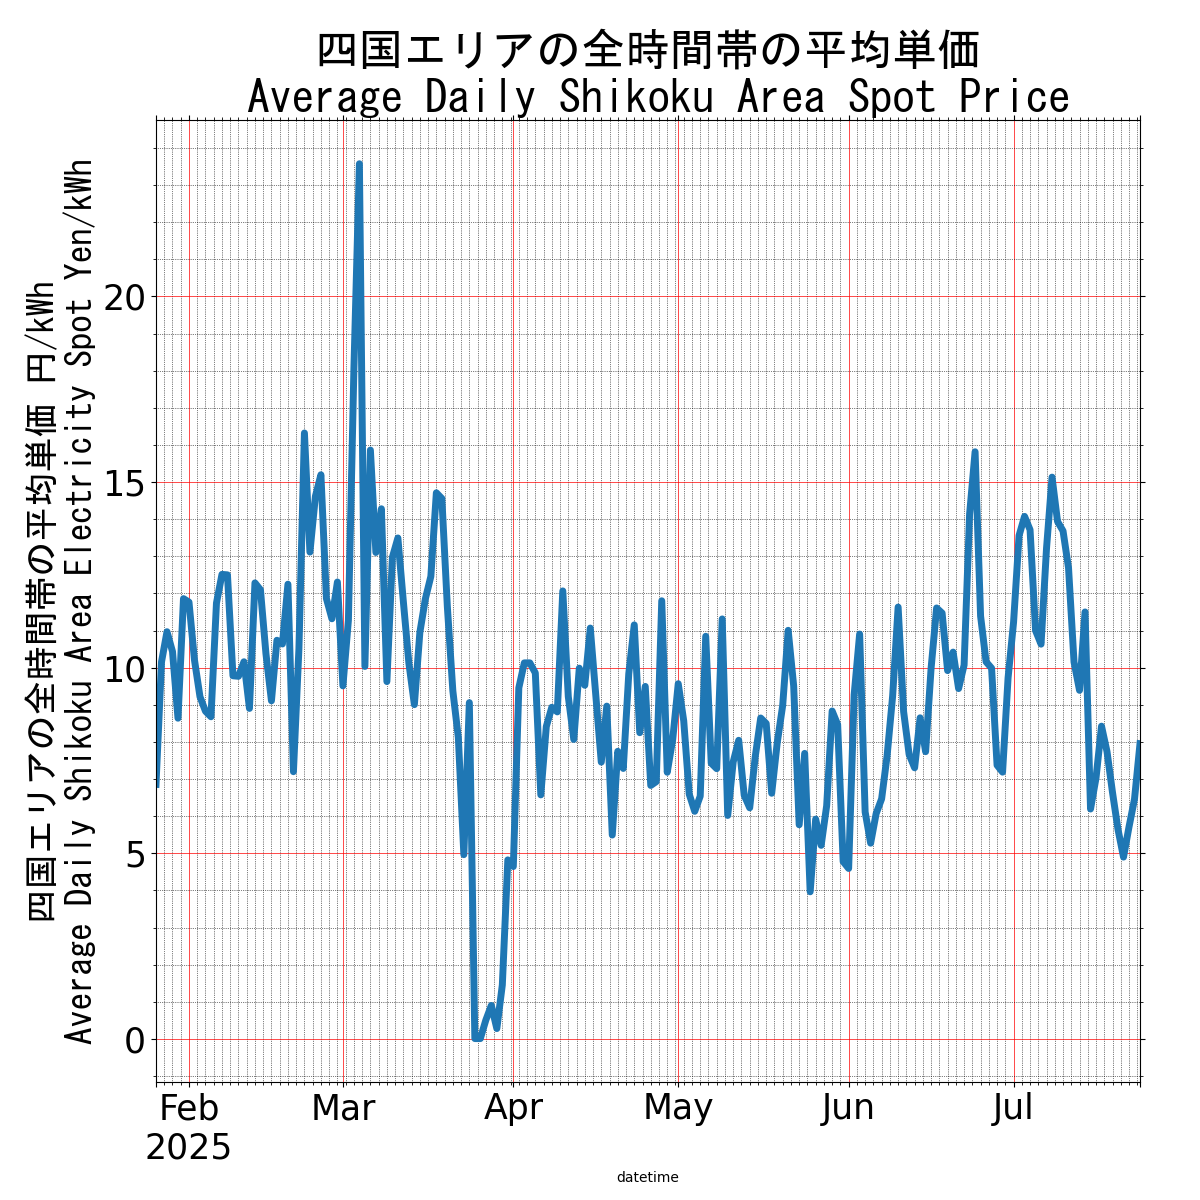 四国エリアの全時間帯の平均単価
Average Daily Shikoku Area Spot Price
四国エリアの全時間帯の平均単価 円/kWh
Average Daily Shikoku Area Electricity Spot Yen/kWh
20
15
10
5
0
Feb Mar Apr May Jun Jul
2025
datetime